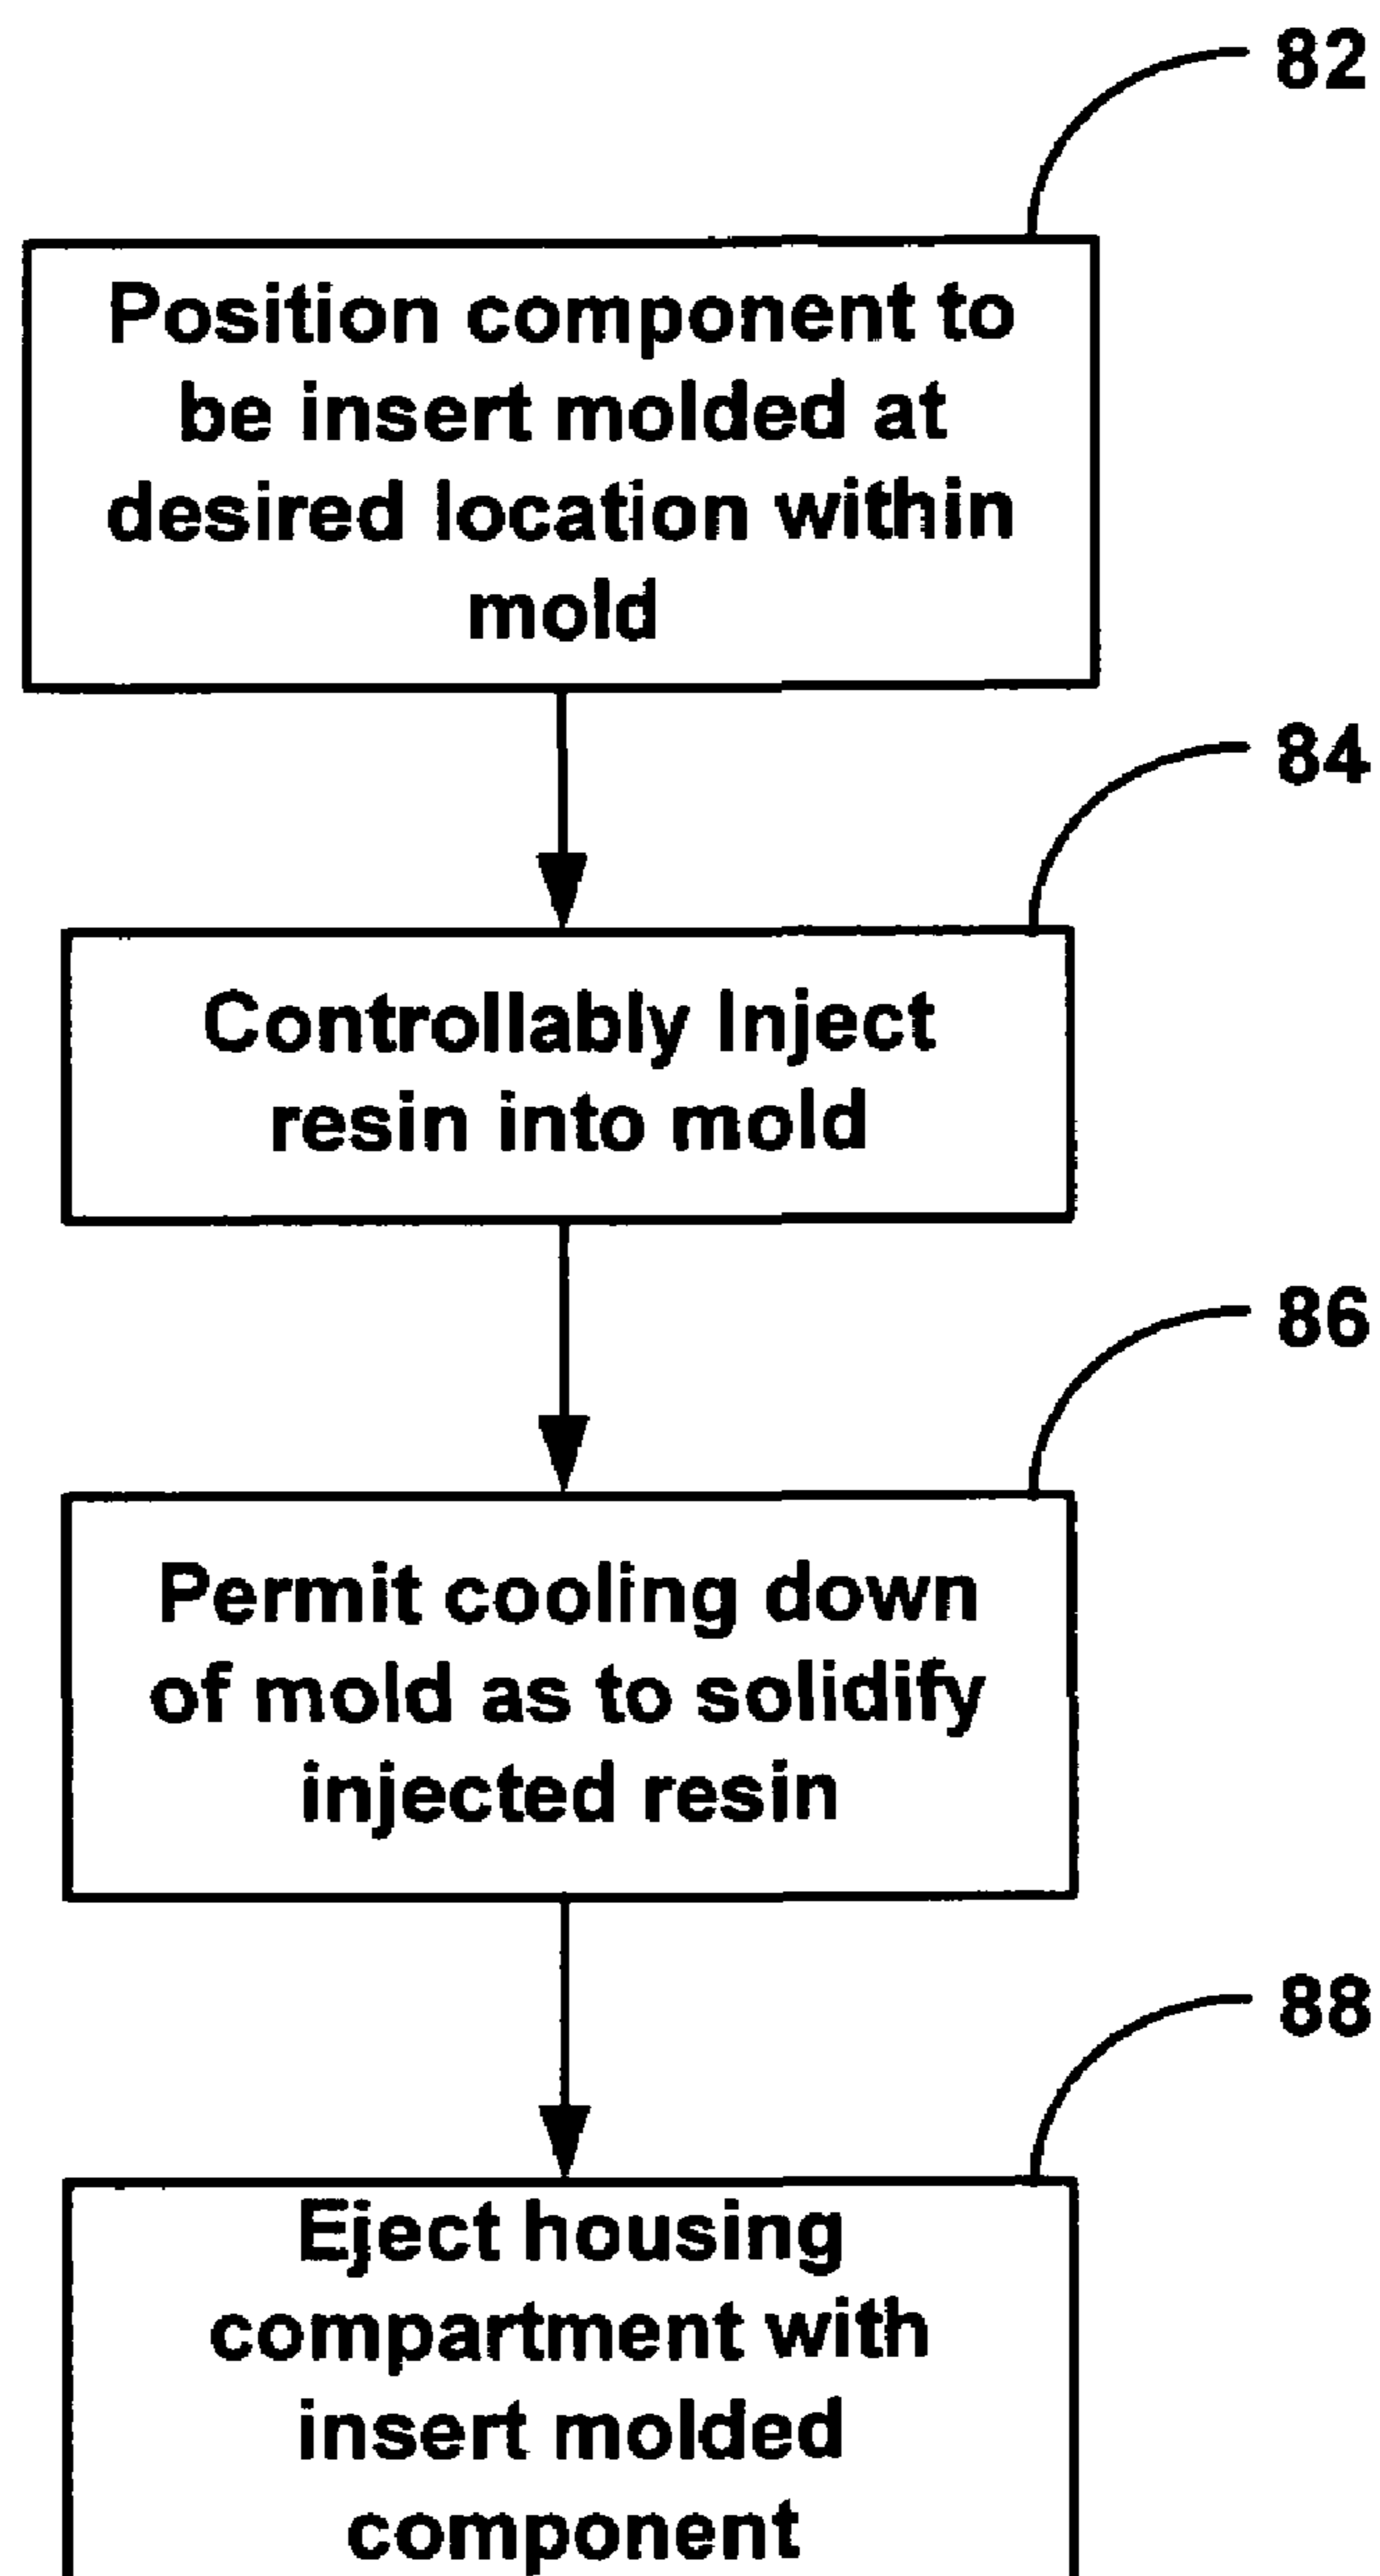 82
Position component to
be insert molded at
desired location within
mold
84
Controllably Inject
resin into mold
86
Permit cooling down
of mold as to solidify
injected resin
88
Eject housing
compartment with
insert molded
component